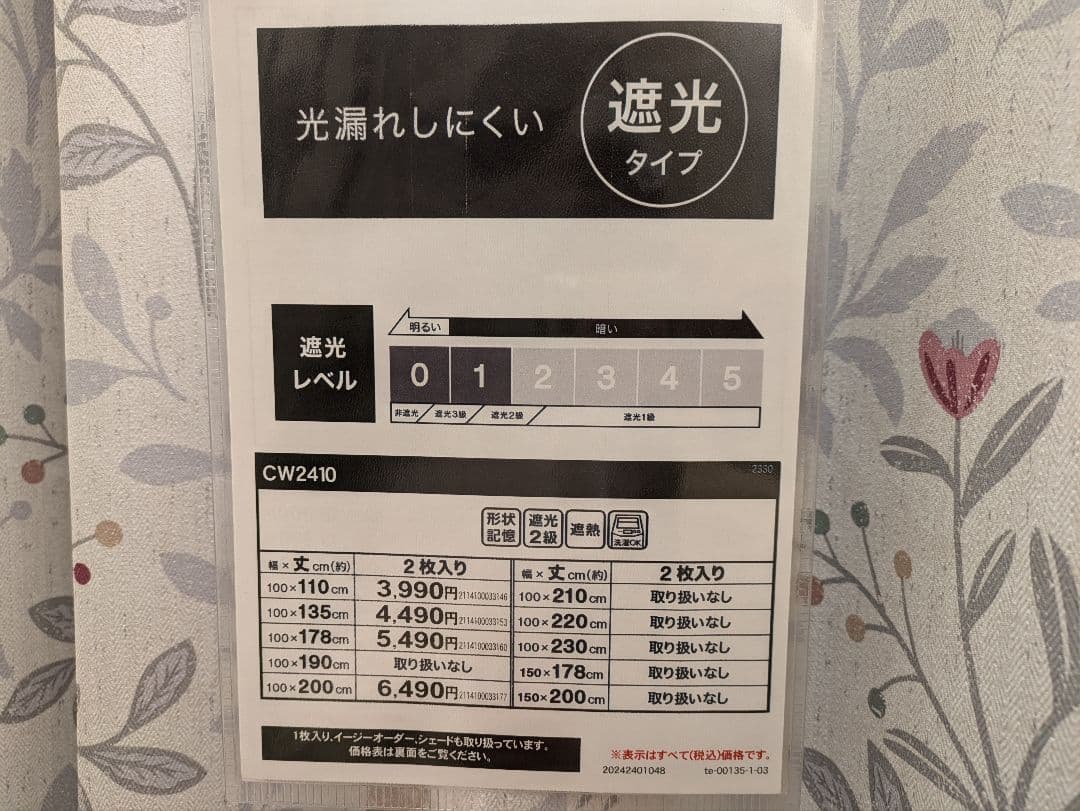 光漏れしにくい
遮光
タイプ
遮光
レベル
明るい 暗い
0 1 2 3 4 5
非遮光 遮光3級 遮光2級 遮光1級
CW2410 2330
形状記憶 遮光2級 遮熱 洗濯OK
幅×丈cm(約) 2枚入り 幅×丈cm(約) 2枚入り
100×110cm 3,990円 2114100033146 100×210cm 取り扱いなし
100×135cm 4,490円 2114100033153 100×220cm 取り扱いなし
100×178cm 5,490円 2114100033160 100×230cm 取り扱いなし
100×190cm 取り扱いなし 150×178cm 取り扱いなし
100×200cm 6,490円 2114100033177 150×200cm 取り扱いなし
1枚入り、イージーオーダー、シェードも取り扱っています。
価格表は裏面をご覧ください。
※表示はすべて(税込)価格です。
20242401048 te-00135-1-03